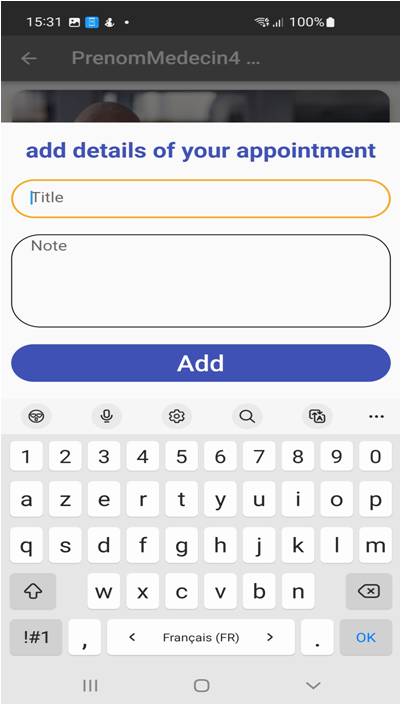 15:31 100%
PrenomMedecin4 ...
add details of your appointment
Title
Note
Add
1 2 3 4 5 6 7 8 9 0
a z e r t y u i o p
q s d f g h j k l m
w x c v b n
!#1 , < Français (FR) > . OK